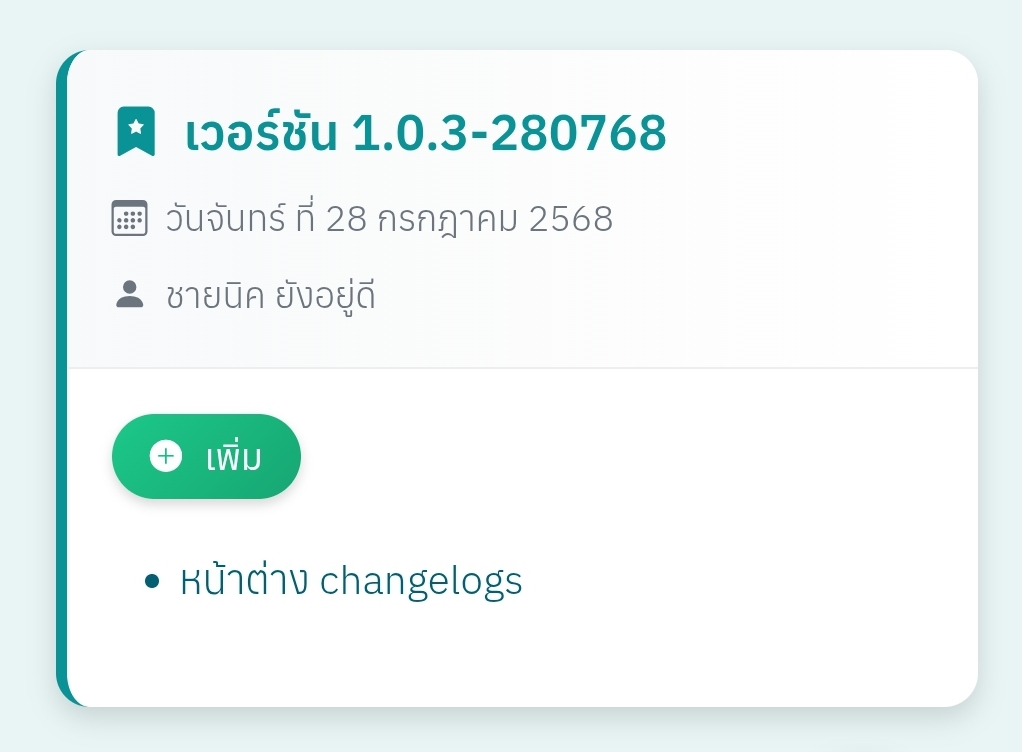 เวอร์ชัน 1.0.3-280768
วันจันทร์ ที่ 28 กรกฎาคม 2568
ชายนิค ยังอยู่ดี
เพิ่ม
หน้าต่าง changelogs